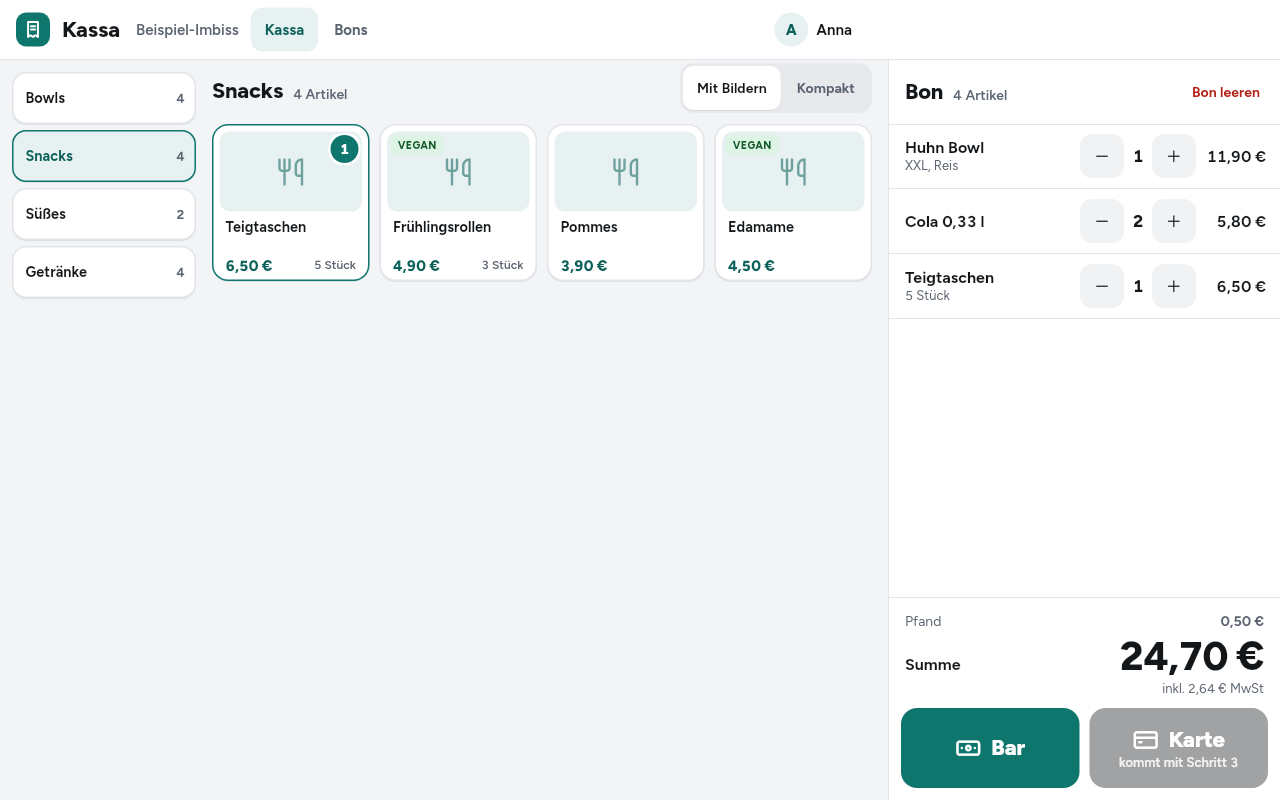 Kassa
Beispiel-Imbiss
Kassa
Bons
A
Anna
Bowls 4
Snacks 4
Süßes 2
Getränke 4
Snacks 4 Artikel
Mit Bildern
Kompakt
1
Teigtaschen
6,50 € 5 Stück
VEGAN
Frühlingsrollen
4,90 € 3 Stück
Pommes
3,90 €
VEGAN
Edamame
4,50 €
Bon 4 Artikel
Bon leeren
Huhn Bowl
XXL, Reis
− 1 + 11,90 €
Cola 0,33 l
− 2 + 5,80 €
Teigtaschen
5 Stück
− 1 + 6,50 €
Pfand 0,50 €
Summe 24,70 €
inkl. 2,64 € MwSt
Bar
Karte
kommt mit Schritt 3